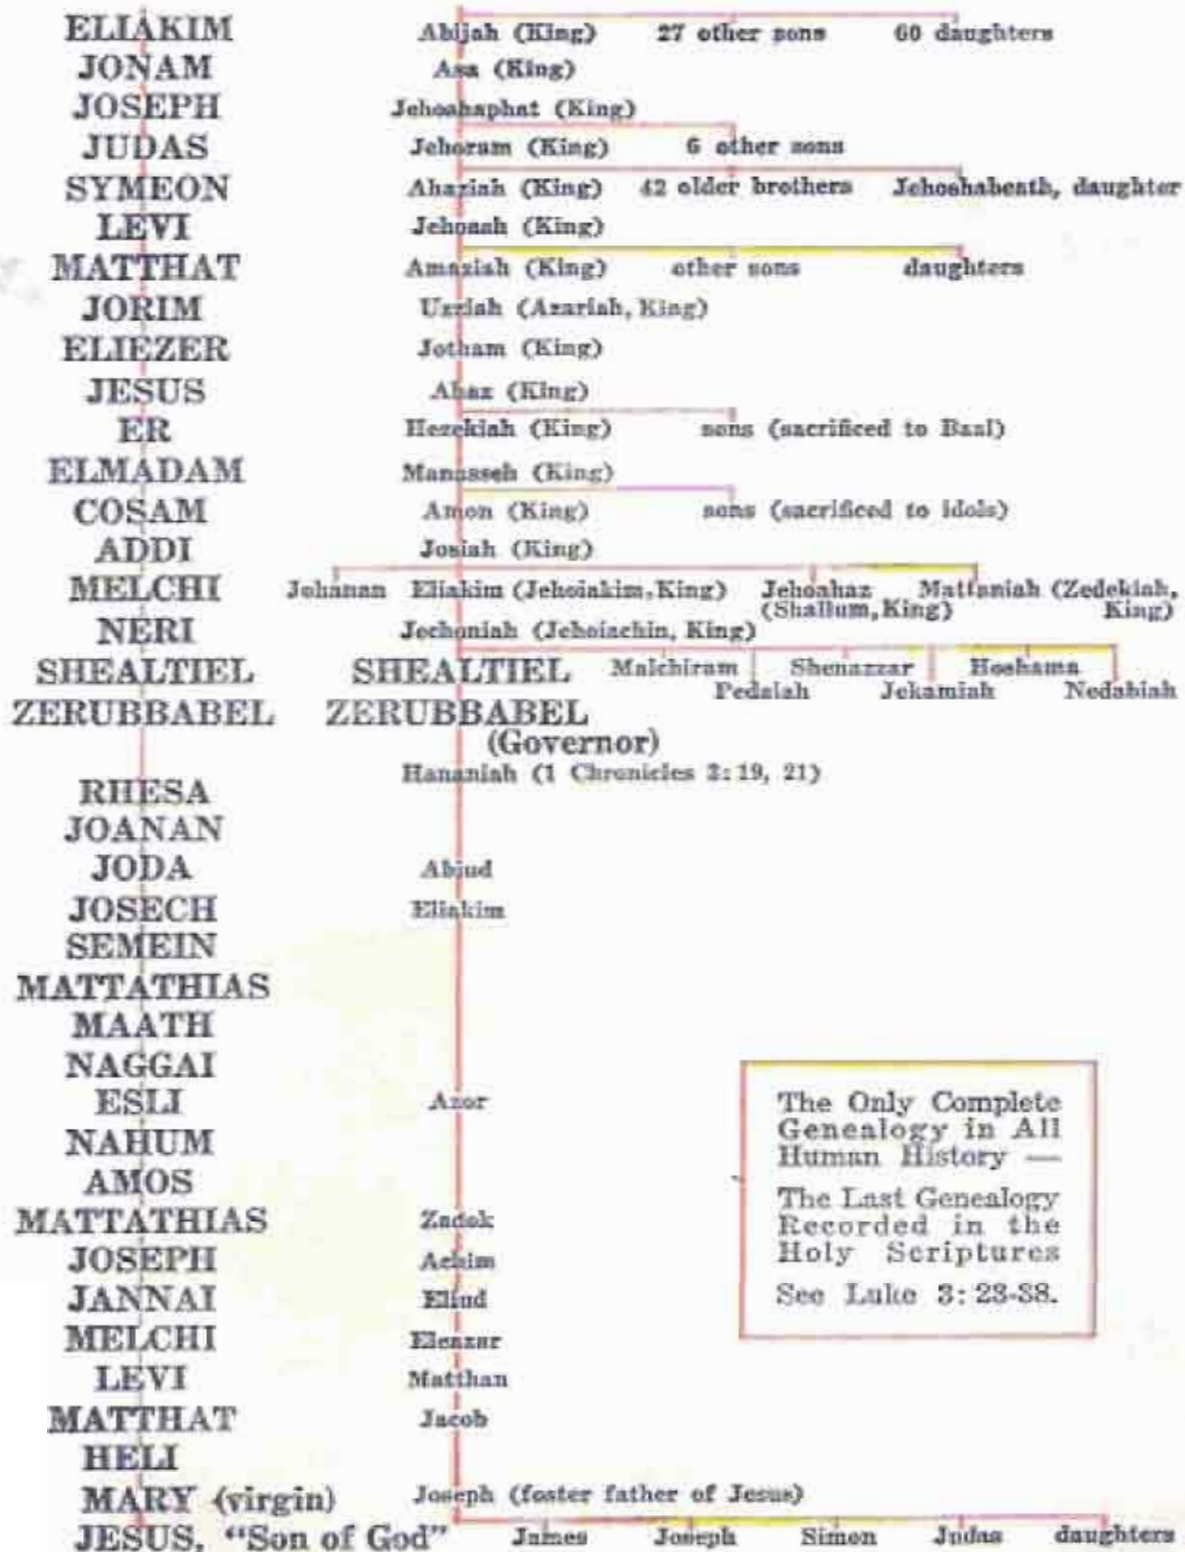 ELIAKIM Abijah (King) 27 other sons 60 daughters
JONAM Asa (King)
JOSEPH Jehoshaphat (King)
JUDAS Jehoram (King) 6 other sons
SYMEON Ahaziah (King) 42 older brothers Jehoshabeath, daughter
LEVI Jehoash (King)
MATTHAT Amaziah (King) other sons daughters
JORIM Uzziah (Azariah, King)
ELIEZER Jotham (King)
JESUS Ahaz (King)
ER Hezekiah (King) sons (sacrificed to Baal)
ELMADAM Manasseh (King)
COSAM Amon (King) sons (sacrificed to idols)
ADDI Josiah (King)
MELCHI Johanan Eliakim (Jehoiakim, King) Jehoahaz Mattaniah (Zedekiah,
(Shallum, King) King)
NERI Jechoniah (Jehoiachin, King)
SHEALTIEL SHEALTIEL Malchiram Shenazzar Hoshama
Pedaiah Jekamiah Nedabiah
ZERUBBABEL ZERUBBABEL
(Governor)
Hananiah (1 Chronicles 3:19, 21)
RHESA
JOANAN
JODA Abiud
JOSECH Eliakim
SEMEIN
MATTATHIAS
MAATH
NAGGAI
ESLI Azor
NAHUM
AMOS
MATTATHIAS Zadok
JOSEPH Achim
JANNAI Eliud
MELCHI Eleazar
LEVI Matthan
MATTHAT Jacob
HELI
MARY (virgin) Joseph (foster father of Jesus)
JESUS, "Son of God" James Joseph Simon Judas daughters
The Only Complete
Genealogy in All
Human History —
The Last Genealogy
Recorded in the
Holy Scriptures
See Luke 3:23-38.